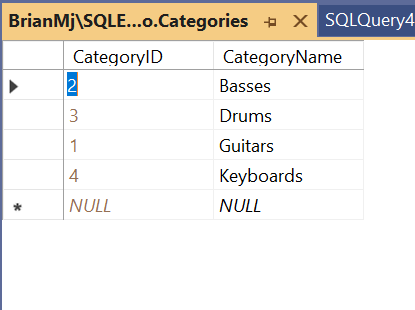 BrianMj\SQLE...o.Categories SQLQuery4
CategoryID CategoryName
2 Basses
3 Drums
1 Guitars
4 Keyboards
* NULL NULL